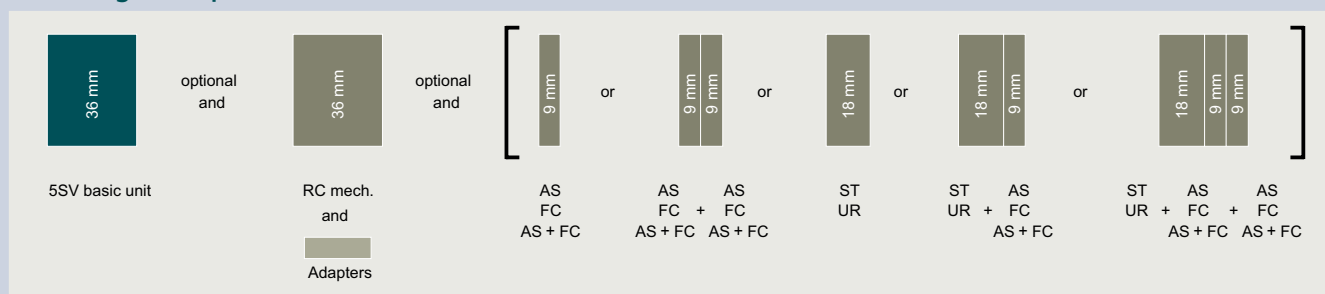 36 mm
optional
and
36 mm
optional
and
9 mm
or
9 mm
9 mm
or
18 mm
or
18 mm
9 mm
or
18 mm
9 mm
9 mm
5SV basic unit
RC mech.
and
Adapters
AS
FC
AS + FC
AS AS
FC + FC
AS + FC AS + FC
ST
UR
ST AS
UR + FC
AS + FC
ST AS AS
UR + FC + FC
AS + FC AS + FC